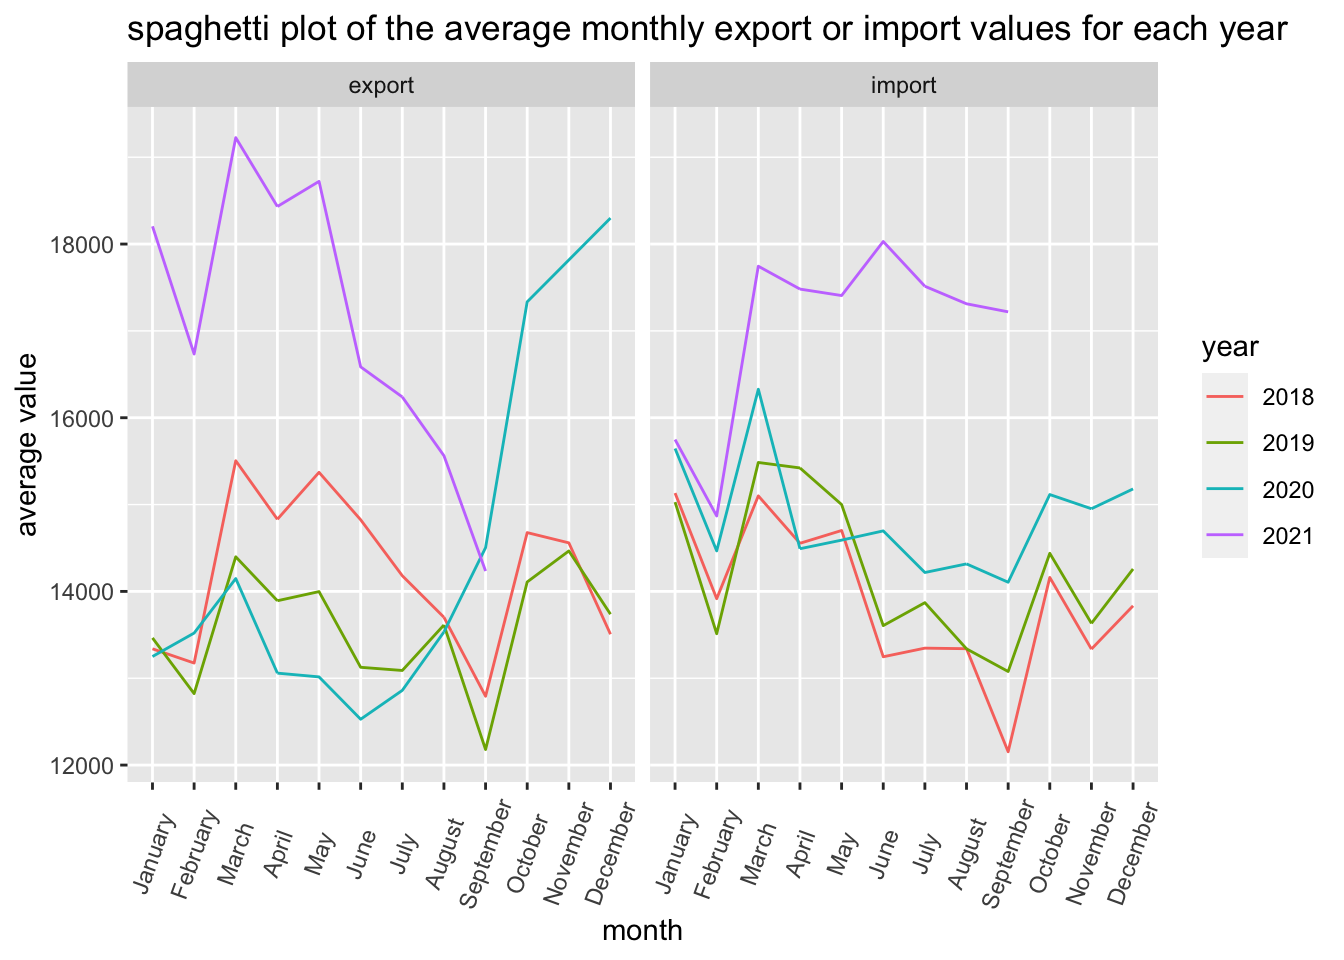 spaghetti plot of the average monthly export or import values for each year
export
import
average value
18000
16000
14000
12000
January
February
March
April
May
June
July
August
September
October
November
December
January
February
March
April
May
June
July
August
September
October
November
December
month
year
2018
2019
2020
2021